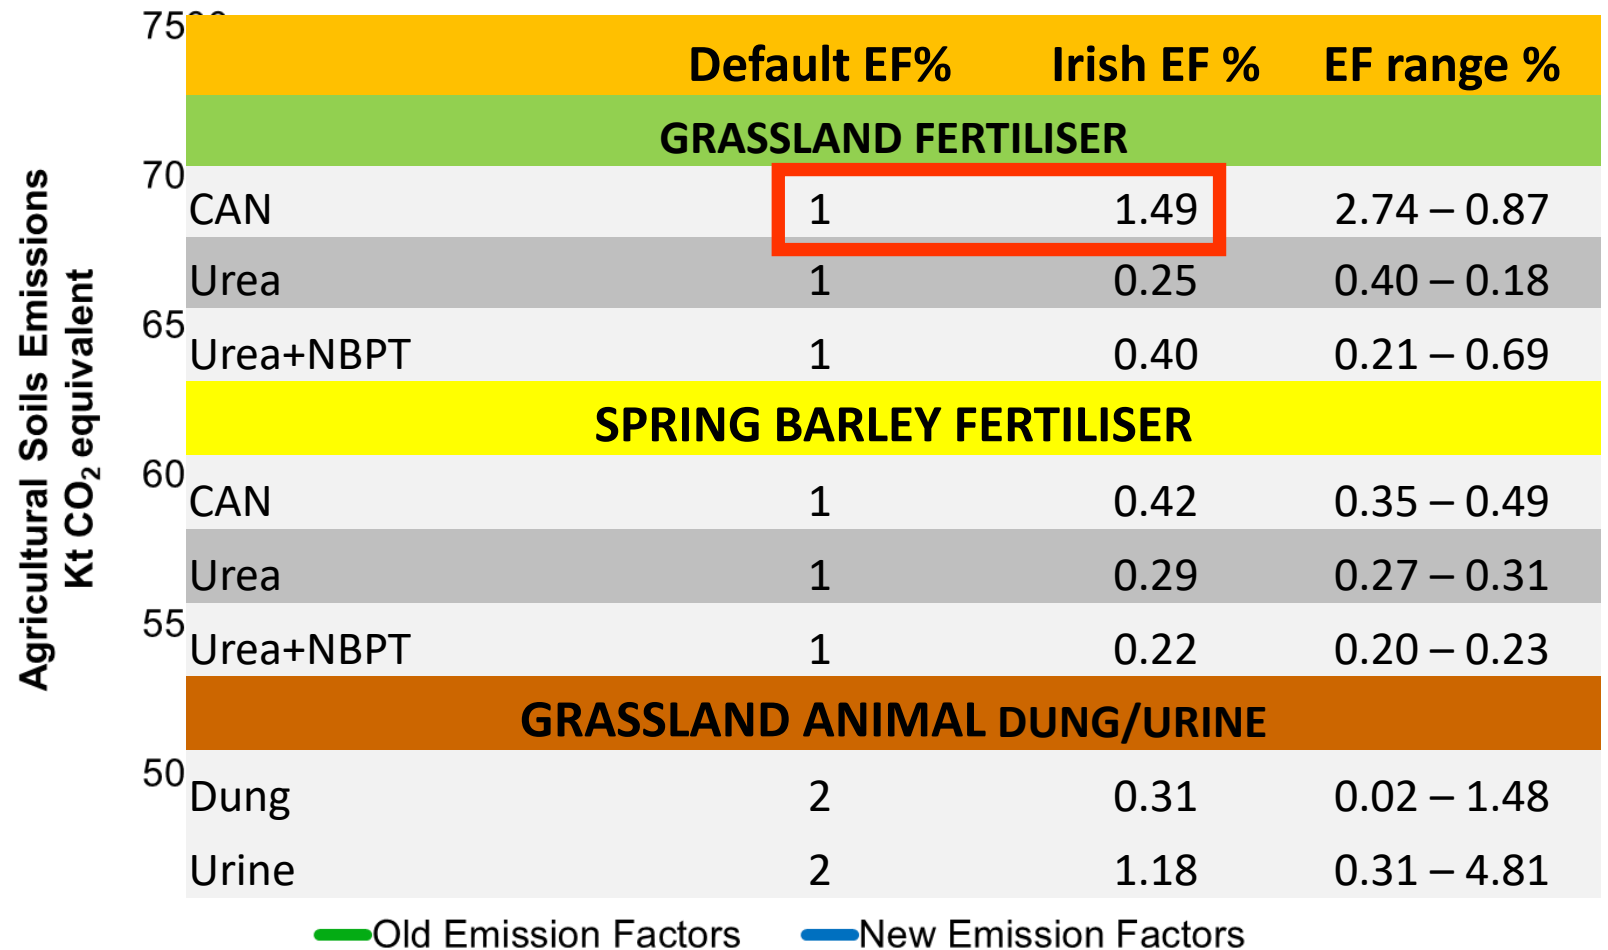 7500
Default EF% Irish EF % EF range %
GRASSLAND FERTILISER
70
CAN 1 1.49 2.74 – 0.87
Urea 1 0.25 0.40 – 0.18
65
Urea+NBPT 1 0.40 0.21 – 0.69
SPRING BARLEY FERTILISER
60
CAN 1 0.42 0.35 – 0.49
Urea 1 0.29 0.27 – 0.31
55
Urea+NBPT 1 0.22 0.20 – 0.23
GRASSLAND ANIMAL DUNG/URINE
50
Dung 2 0.31 0.02 – 1.48
Urine 2 1.18 0.31 – 4.81
Agricultural Soils Emissions
Kt CO₂ equivalent
Old Emission Factors New Emission Factors